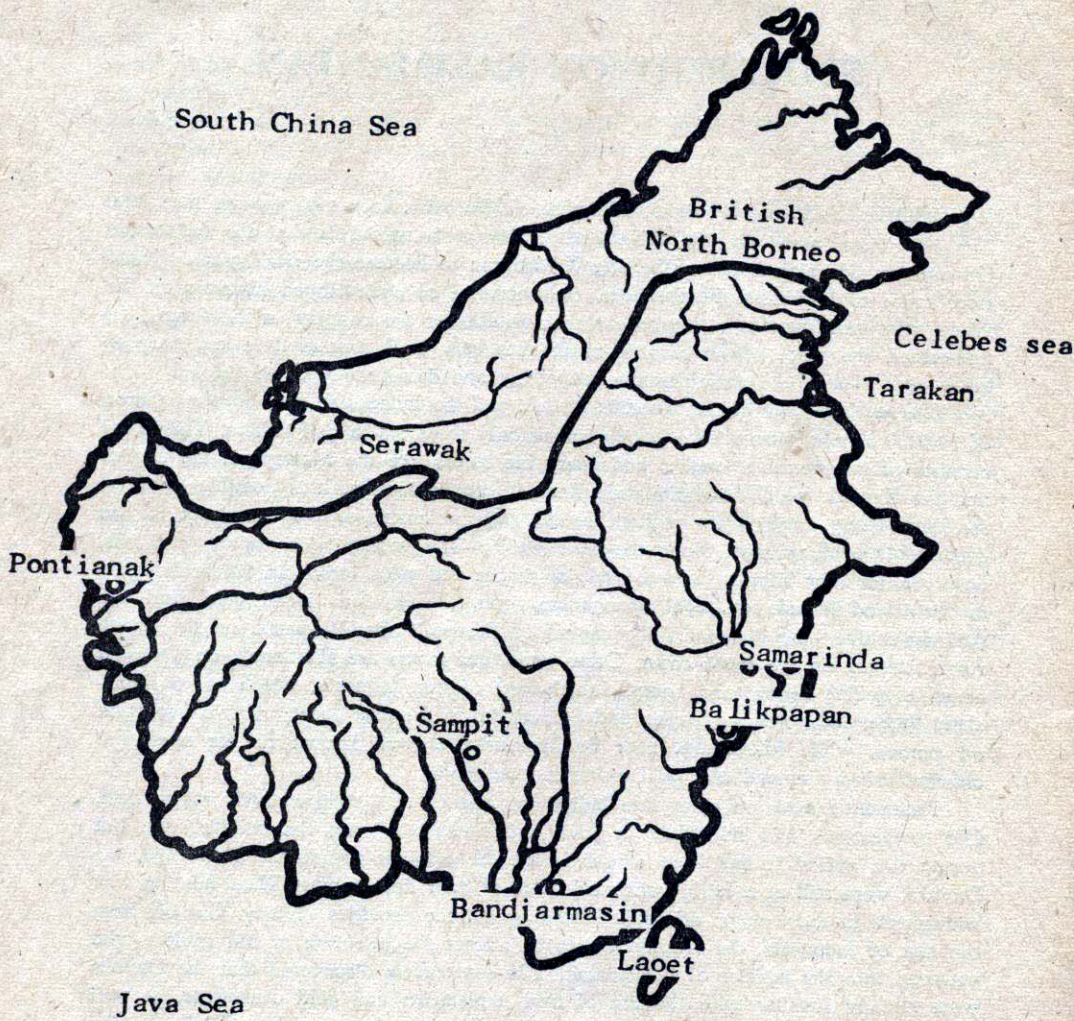 South China Sea
British
North Borneo
Celebes sea
Tarakan
Serawak
Pontianak
Samarinda
Balikpapan
Sampit
Bandjarmasin
Laoet
Java Sea